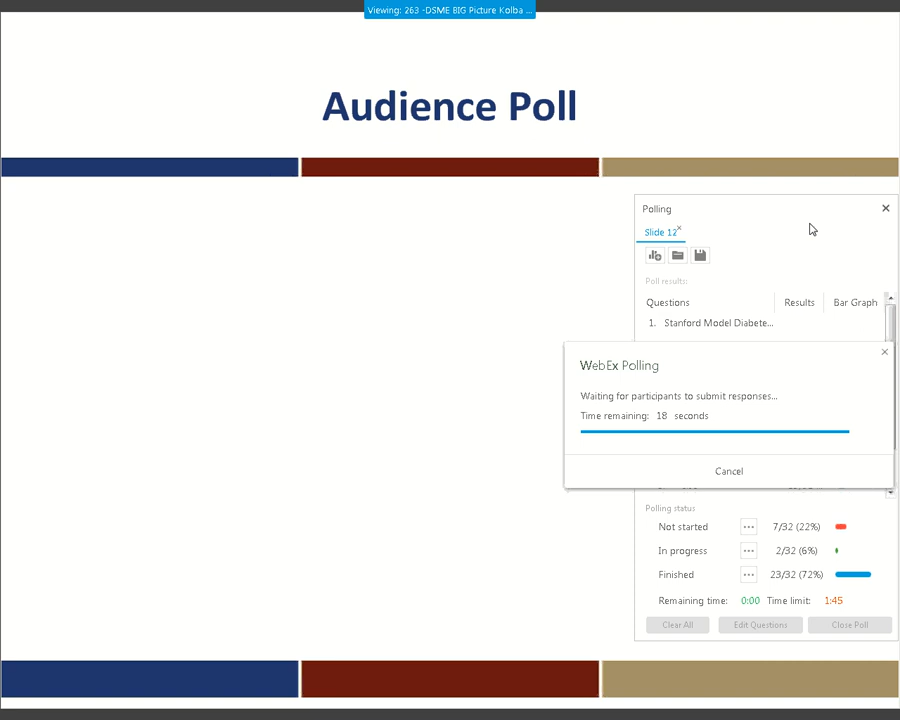 Viewing: 263 -DSME BIG Picture Kolba ...
Audience Poll
Polling
Slide 12
Poll results:
Questions Results Bar Graph
1. Stanford Model Diabete...
WebEx Polling
Waiting for participants to submit responses...
Time remaining: 18 seconds
Cancel
Polling status
Not started ... 7/32 (22%)
In progress ... 2/32 (6%)
Finished ... 23/32 (72%)
Remaining time: 0:00 Time limit: 1:45
Clear All Edit Questions Close Poll